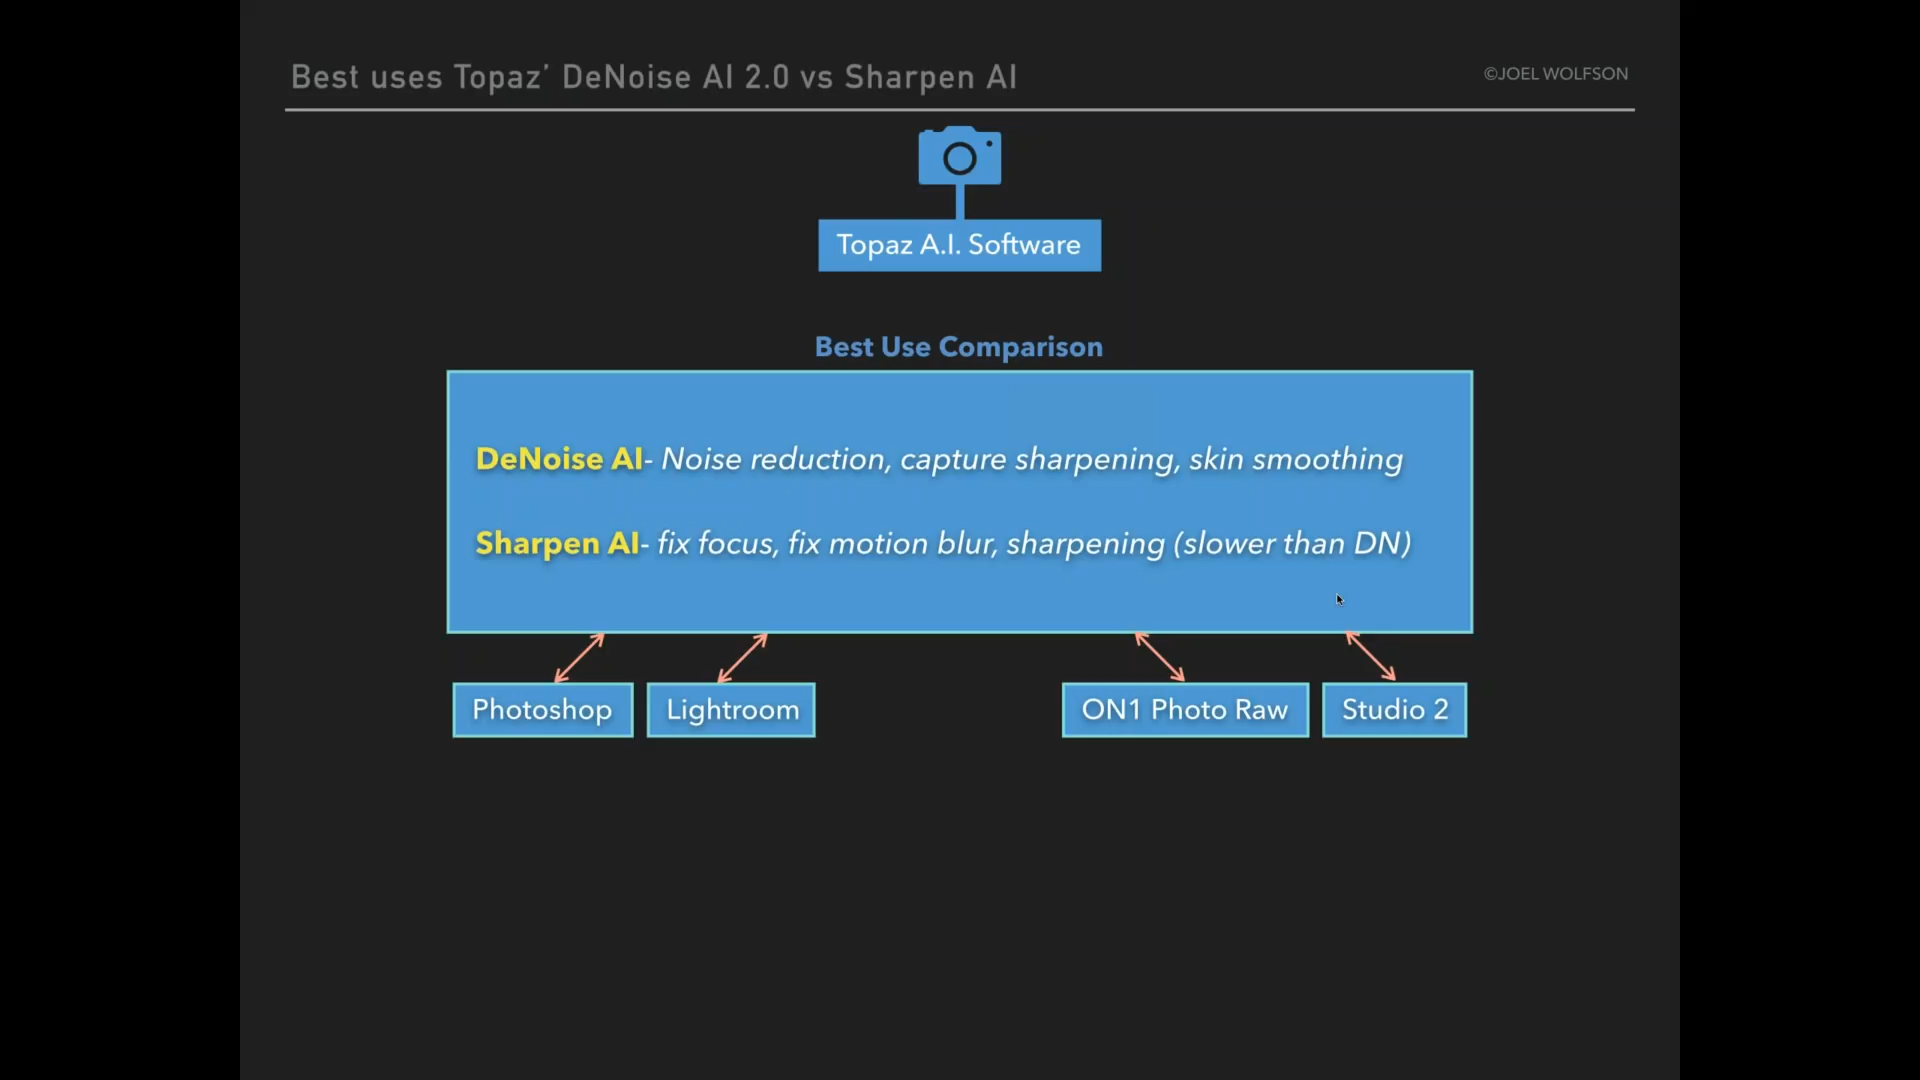 Best uses Topaz’ DeNoise AI 2.0 vs Sharpen AI
©JOEL WOLFSON
Topaz A.I. Software
Best Use Comparison
DeNoise AI- Noise reduction, capture sharpening, skin smoothing
Sharpen AI- fix focus, fix motion blur, sharpening (slower than DN)
Photoshop
Lightroom
ON1 Photo Raw
Studio 2